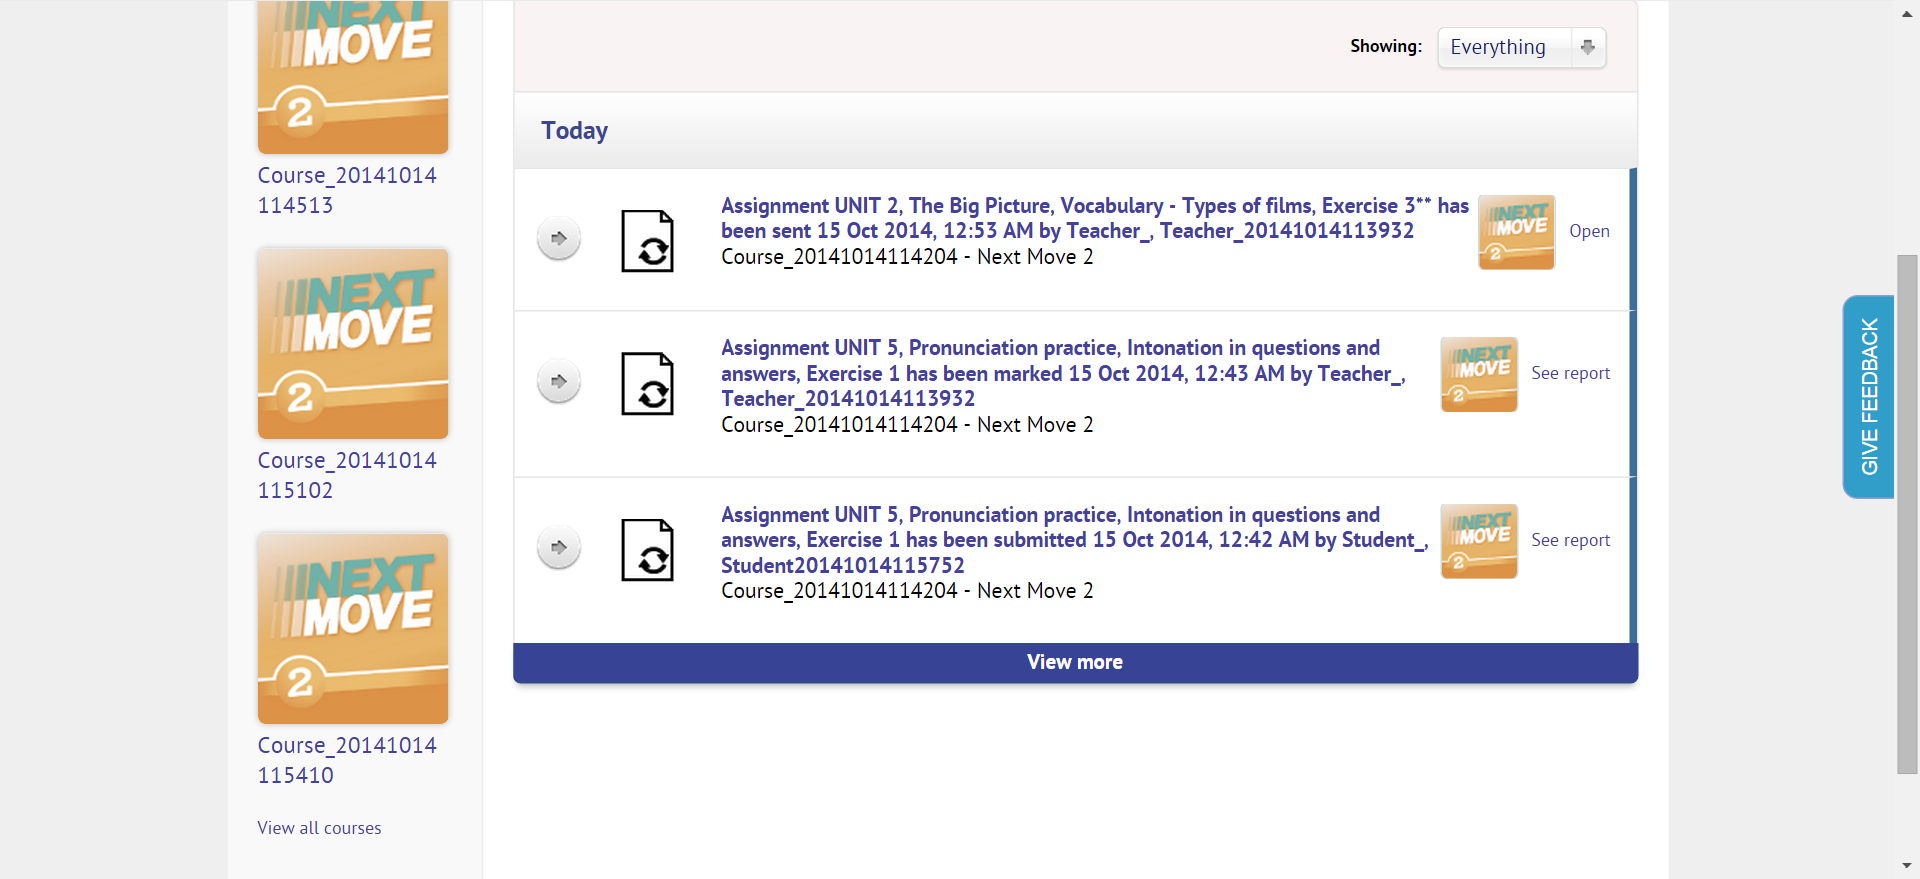 NEXT
MOVE
2
Course_20141014
114513
NEXT
MOVE
2
Course_20141014
115102
NEXT
MOVE
2
Course_20141014
115410
View all courses
Showing:
Everything
Today
Assignment UNIT 2, The Big Picture, Vocabulary - Types of films, Exercise 3** has
been sent 15 Oct 2014, 12:53 AM by Teacher_, Teacher_20141014113932
Course_20141014114204 - Next Move 2
NEXT
MOVE
2
Open
Assignment UNIT 5, Pronunciation practice, Intonation in questions and
answers, Exercise 1 has been marked 15 Oct 2014, 12:43 AM by Teacher_,
Teacher_20141014113932
Course_20141014114204 - Next Move 2
NEXT
MOVE
2
See report
Assignment UNIT 5, Pronunciation practice, Intonation in questions and
answers, Exercise 1 has been submitted 15 Oct 2014, 12:42 AM by Student_,
Student20141014115752
Course_20141014114204 - Next Move 2
NEXT
MOVE
2
See report
View more
GIVE FEEDBACK